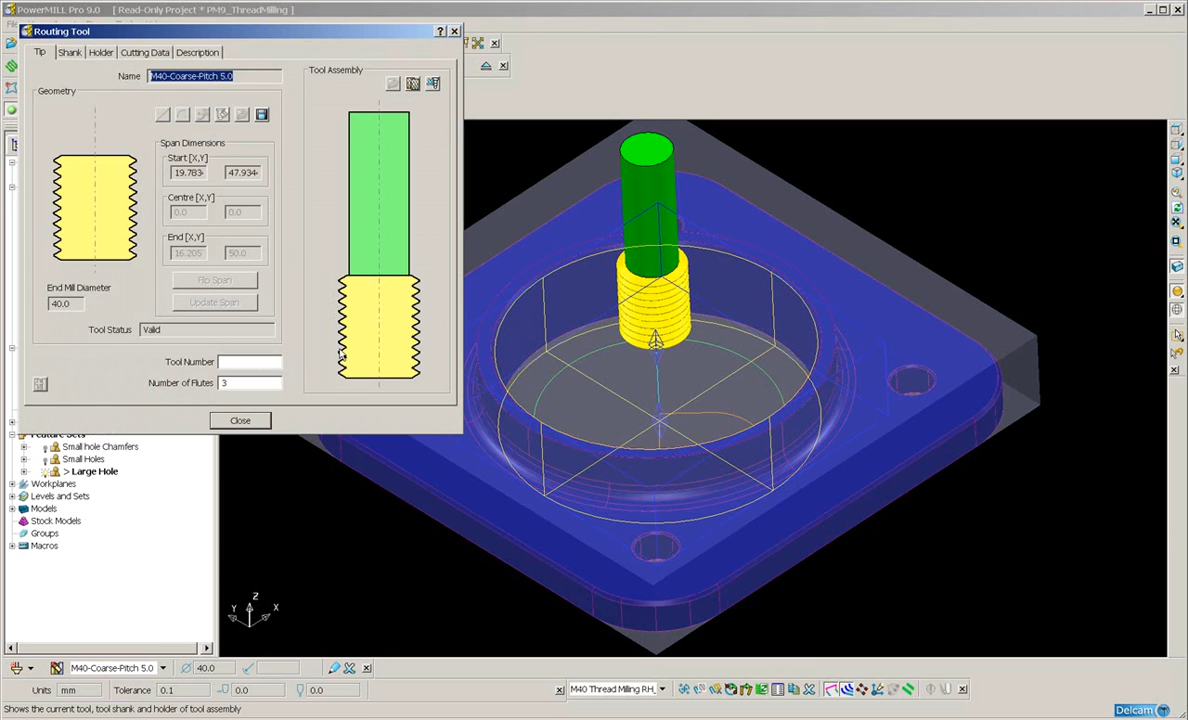 PowerMILL Pro 9.0    [ Read-Only Project * PM9_ThreadMilling ]
Routing Tool
Tip Shank Holder Cutting Data Description
Name M40-Coarse-Pitch 5.0
Tool Assembly
Geometry
Span Dimensions
Start [X,Y]
19.783 47.934
Centre [X,Y]
0.0 0.0
End [X,Y]
16.205 50.0
Flip Span
End Mill Diameter
40.0
Update Span
Tool Status Valid
Tool Number
Number of Flutes 3
Close
Feature Sets
Small hole Chamfers
Small Holes
> Large Hole
Workplanes
Levels and Sets
Models
Stock Models
Groups
Macros
Z
Y X
M40-Coarse-Pitch 5.0 40.0
Units mm Tolerance 0.1 0.0 0.0 M40 Thread Milling RH_
Shows the current tool, tool shank and holder of tool assembly
Delcam